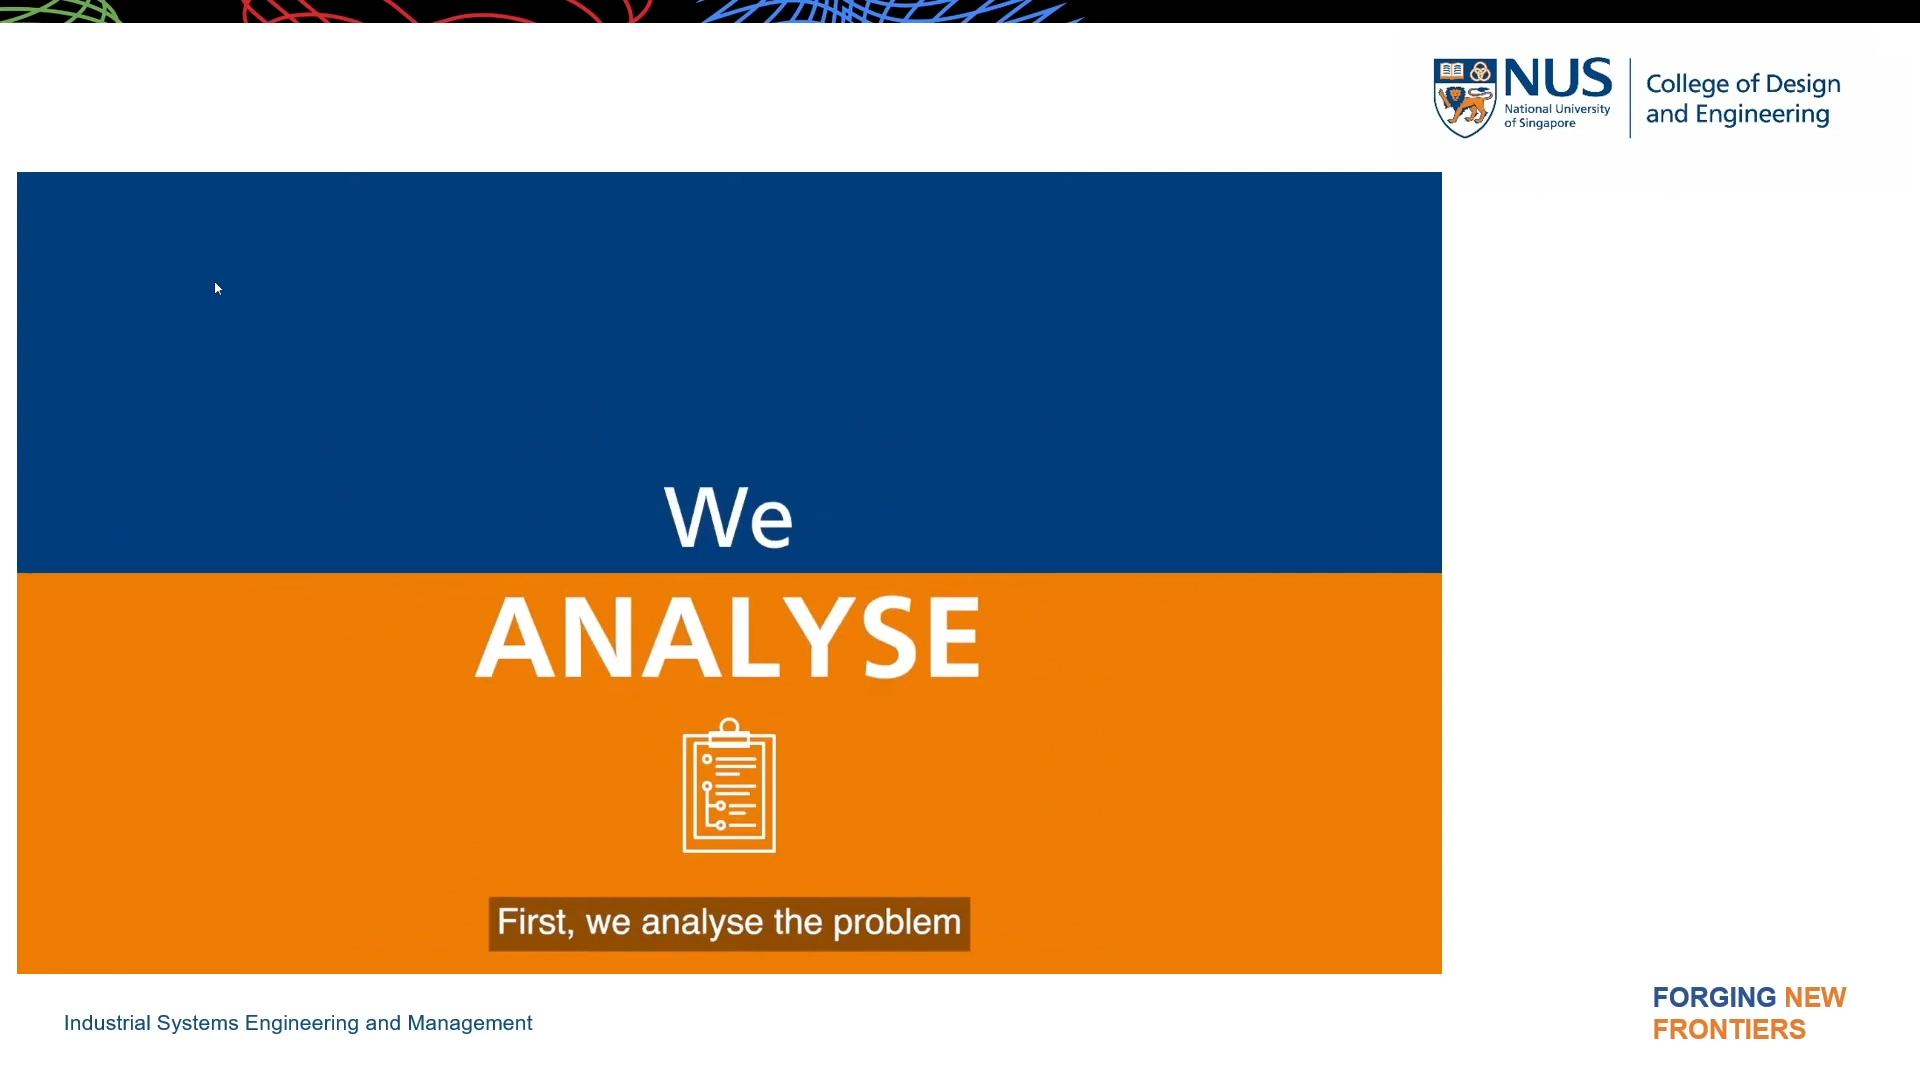 NUS
National University
of Singapore
College of Design
and Engineering
We
ANALYSE
First, we analyse the problem
Industrial Systems Engineering and Management
FORGING NEW
FRONTIERS